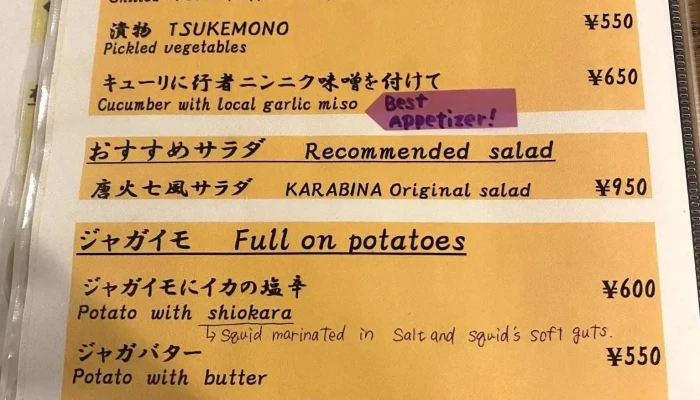 漬物 TSUKEMONO ¥550
Pickled vegetables
キューリに行者ニンニク味噌を付けて ¥650
Cucumber with local garlic miso
Best
Appetizer!
おすすめサラダ Recommended salad
唐火七風サラダ KARABINA Original salad ¥950
ジャガイモ Full on potatoes
ジャガイモにイカの塩辛 ¥600
Potato with shiokara
↳ Squid marinated in Salt and squid's soft guts.
ジャガバター ¥550
Potato with butter